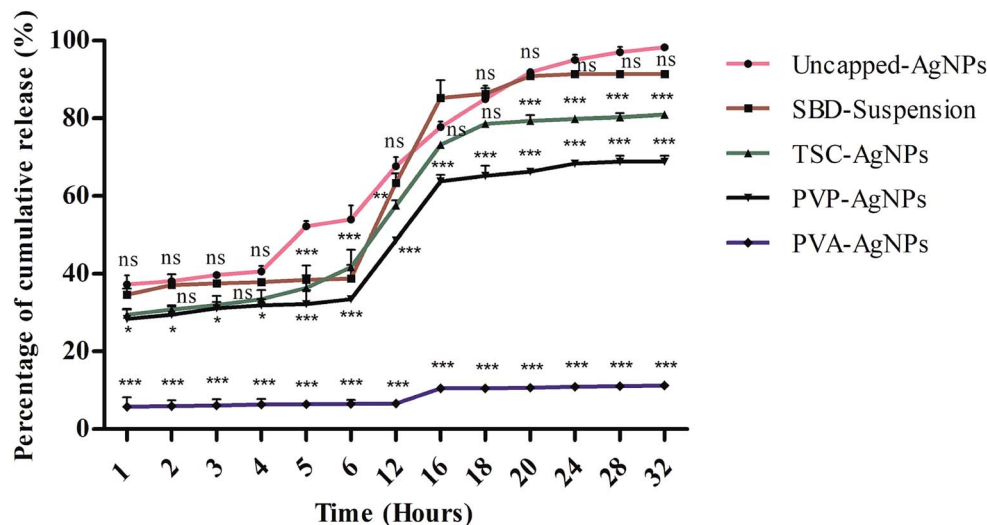 Percentage of cumulative release (%)
100
80
60
40
20
0
ns ns ns ns *** *** ns ns ns ns ns ns
ns ns ** ns ns *** *** *** ***
* * * * *** *** *** *** *** *** *** *** ***
*** *** *** *** *** *** *** *** *** *** *** *** ***
1 2 3 4 5 6 12 16 18 20 24 28 32
Time (Hours)
Uncapped-AgNPs
SBD-Suspension
TSC-AgNPs
PVP-AgNPs
PVA-AgNPs